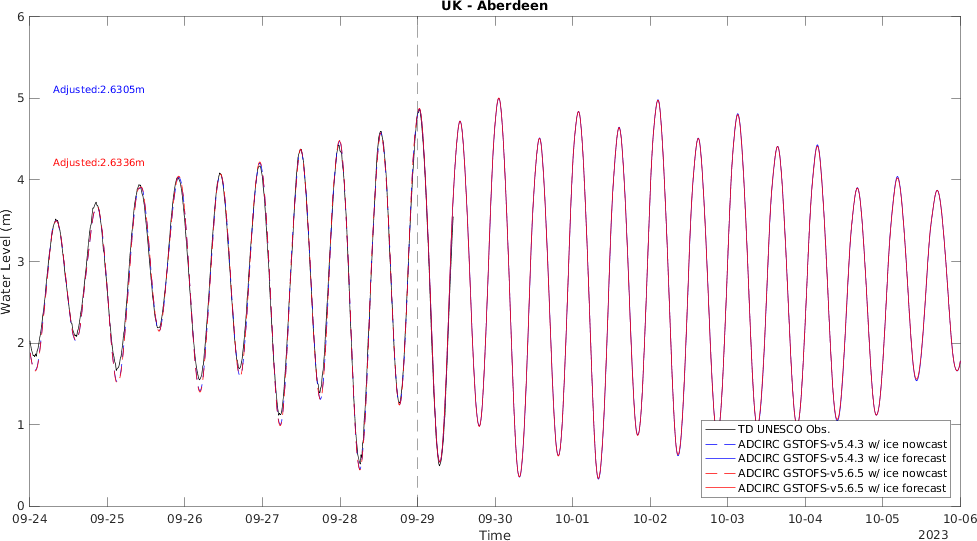 UK - Aberdeen
6
5
4
3
2
1
0
Water Level (m)
Adjusted:2.6305m
Adjusted:2.6336m
TD UNESCO Obs.
ADCIRC GSTOFS-v5.4.3 w/ ice nowcast
ADCIRC GSTOFS-v5.4.3 w/ ice forecast
ADCIRC GSTOFS-v5.6.5 w/ ice nowcast
ADCIRC GSTOFS-v5.6.5 w/ ice forecast
09-24 09-25 09-26 09-27 09-28 09-29 09-30 10-01 10-02 10-03 10-04 10-05 10-06
Time
2023